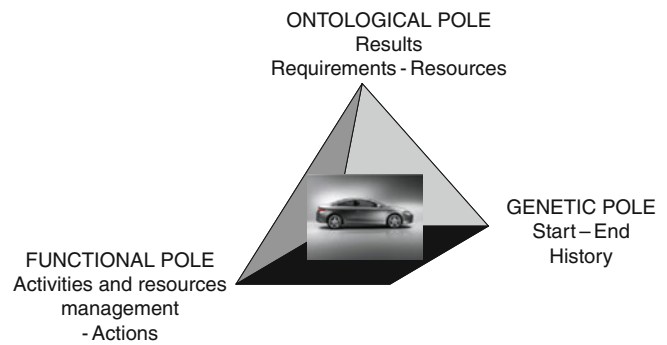 ONTOLOGICAL POLE
Results
Requirements - Resources
GENETIC POLE
Start – End
History
FUNCTIONAL POLE
Activities and resources
management
- Actions